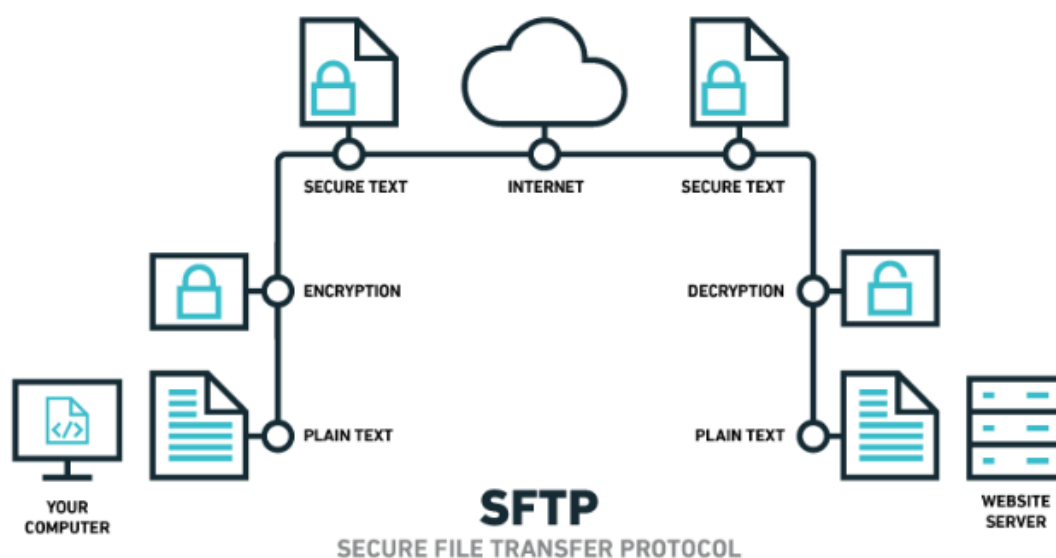 SECURE TEXT
INTERNET
SECURE TEXT
ENCRYPTION
DECRYPTION
</>
PLAIN TEXT
PLAIN TEXT
YOUR
COMPUTER
WEBSITE
SERVER
SFTP
SECURE FILE TRANSFER PROTOCOL